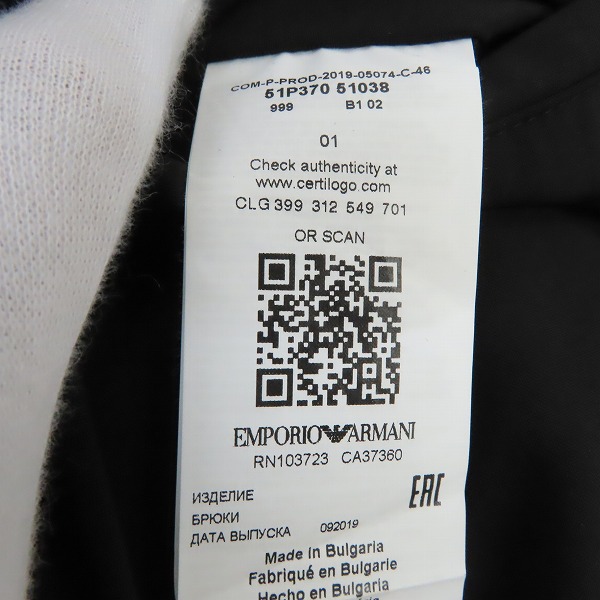 COM-P-PROD-2019-05074-C-46
51P370 51038
999 B1 02
01
Check authenticity at
www.certilogo.com
CLG 399 312 549 701
OR SCAN
EMPORIO ARMANI
RN103723 CA37360
EAC
ИЗДЕЛИЕ
БРЮКИ
ДАТА ВЫПУСКА 092019
Made in Bulgaria
Fabriqué en Bulgarie
Hecho en Bulgaria